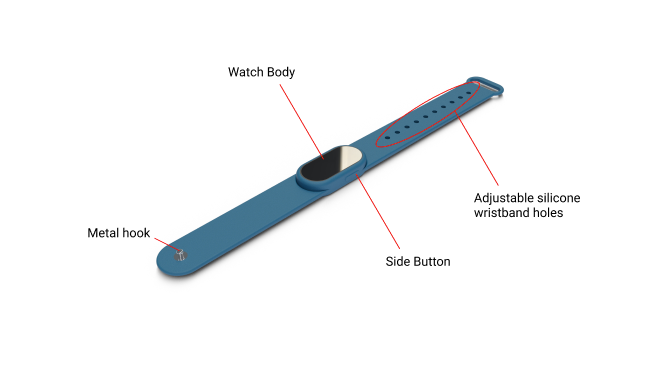 Watch Body
Adjustable silicone
wristband holes
Metal hook
Side Button